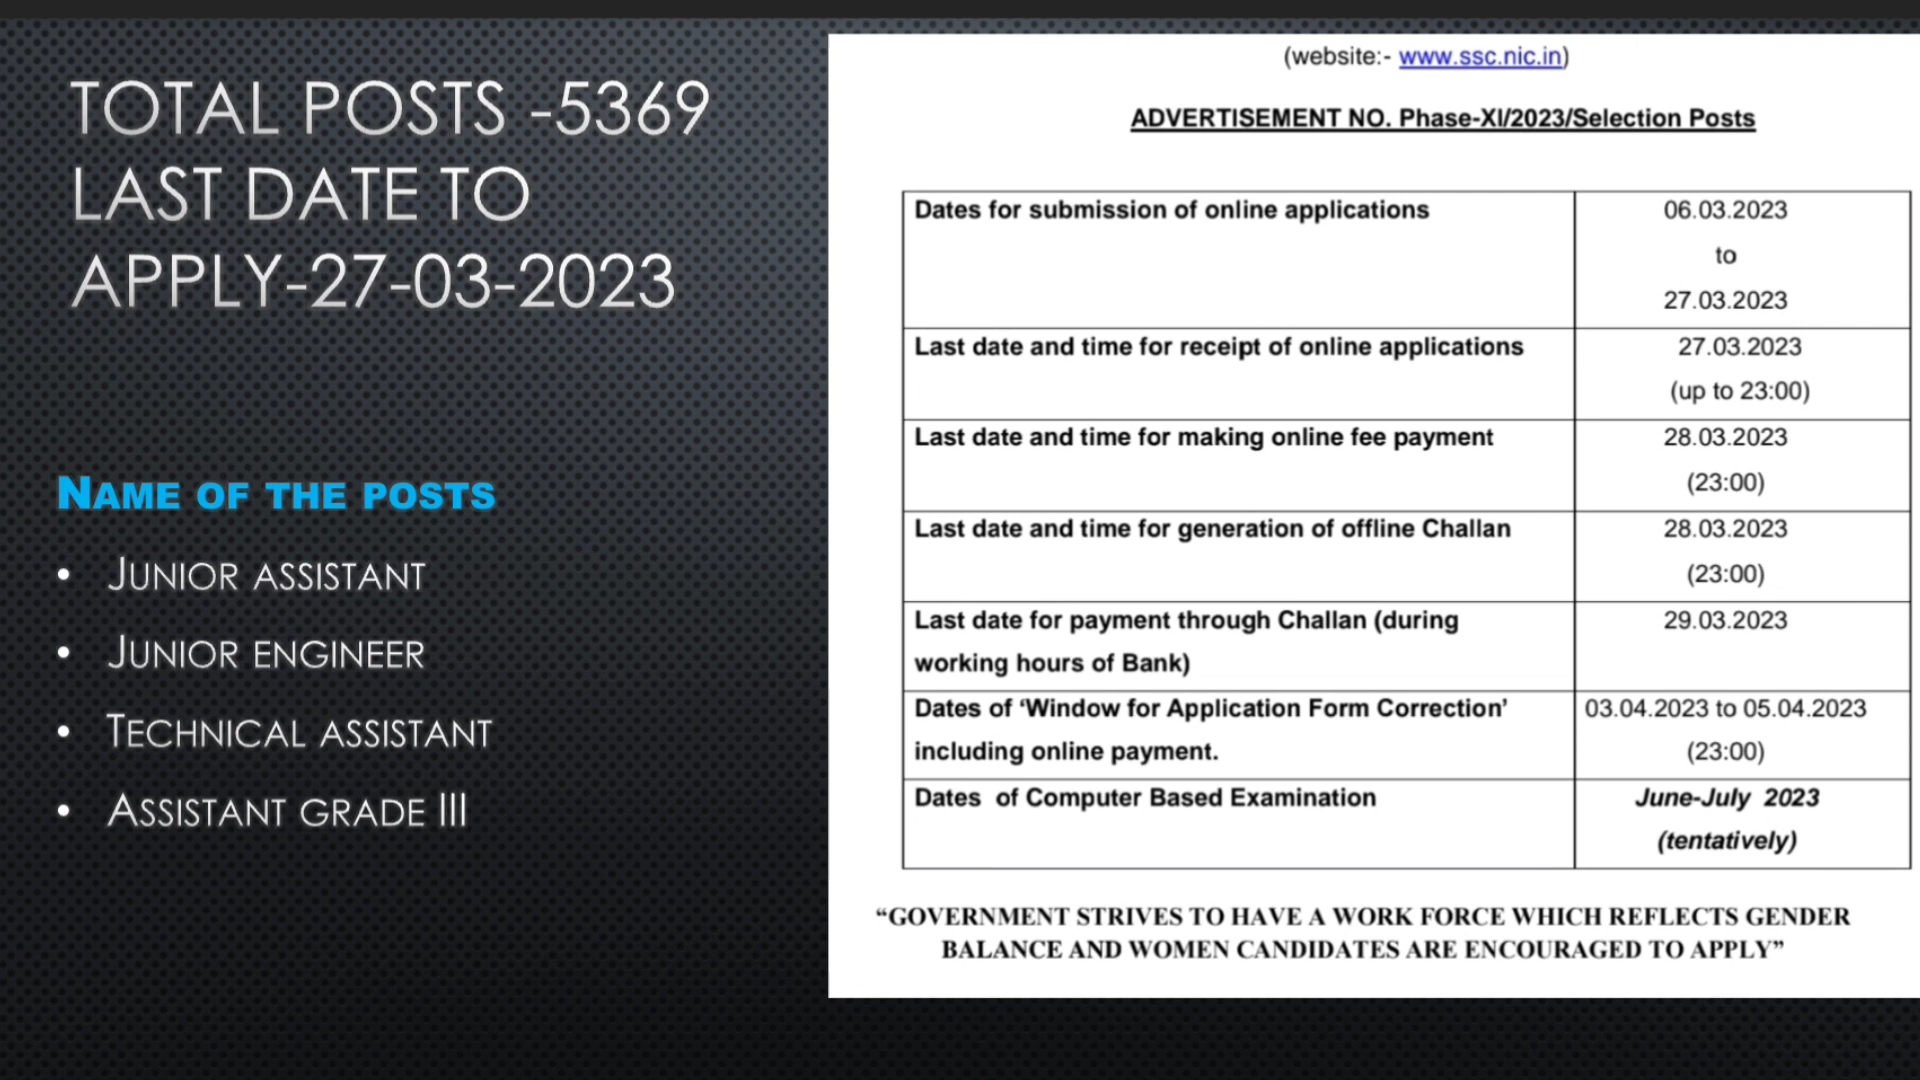 TOTAL POSTS -5369
LAST DATE TO
APPLY-27-03-2023
NAME OF THE POSTS
• JUNIOR ASSISTANT
• JUNIOR ENGINEER
• TECHNICAL ASSISTANT
• ASSISTANT GRADE III
(website:- www.ssc.nic.in)
ADVERTISEMENT NO. Phase-XI/2023/Selection Posts
Dates for submission of online applications
06.03.2023
to
27.03.2023
Last date and time for receipt of online applications
27.03.2023
(up to 23:00)
Last date and time for making online fee payment
28.03.2023
(23:00)
Last date and time for generation of offline Challan
28.03.2023
(23:00)
Last date for payment through Challan (during
working hours of Bank)
29.03.2023
Dates of ‘Window for Application Form Correction’
including online payment.
03.04.2023 to 05.04.2023
(23:00)
Dates of Computer Based Examination
June-July 2023
(tentatively)
“GOVERNMENT STRIVES TO HAVE A WORK FORCE WHICH REFLECTS GENDER
BALANCE AND WOMEN CANDIDATES ARE ENCOURAGED TO APPLY”